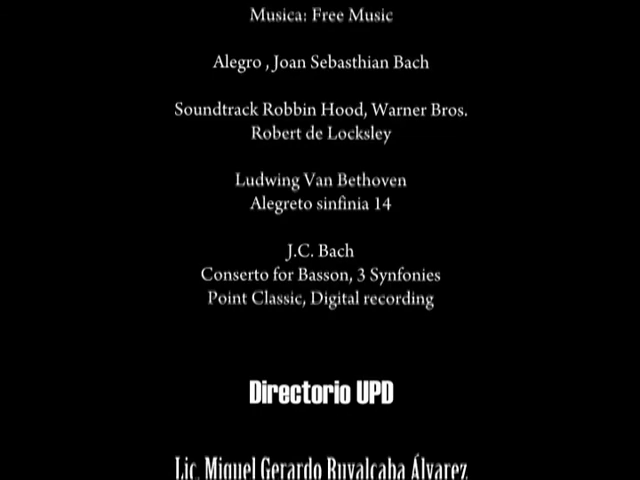 Musica: Free Music
Alegro , Joan Sebasthian Bach
Soundtrack Robbin Hood, Warner Bros.
Robert de Locksley
Ludwing Van Bethoven
Alegreto sinfinia 14
J.C. Bach
Conserto for Basson, 3 Synfonies
Point Classic, Digital recording
Directorio UPD
Lic. Miguel Gerardo Ruvalcaba Álvarez